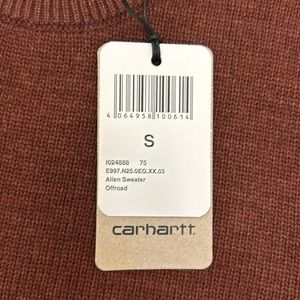 4 064958 100614
S
I024888 75
E997.N25.0EG.XX.03
Allen Sweater
Offroad
carhartt